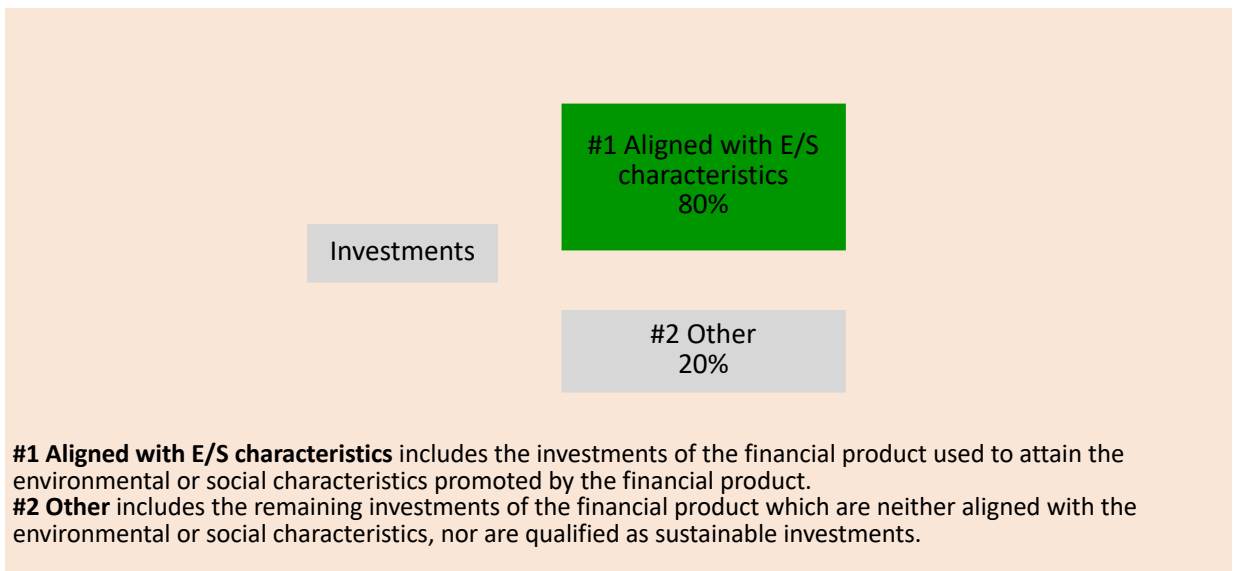 #1 Aligned with E/S
characteristics
80%
Investments
#2 Other
20%
#1 Aligned with E/S characteristics includes the investments of the financial product used to attain the
environmental or social characteristics promoted by the financial product.
#2 Other includes the remaining investments of the financial product which are neither aligned with the
environmental or social characteristics, nor are qualified as sustainable investments.